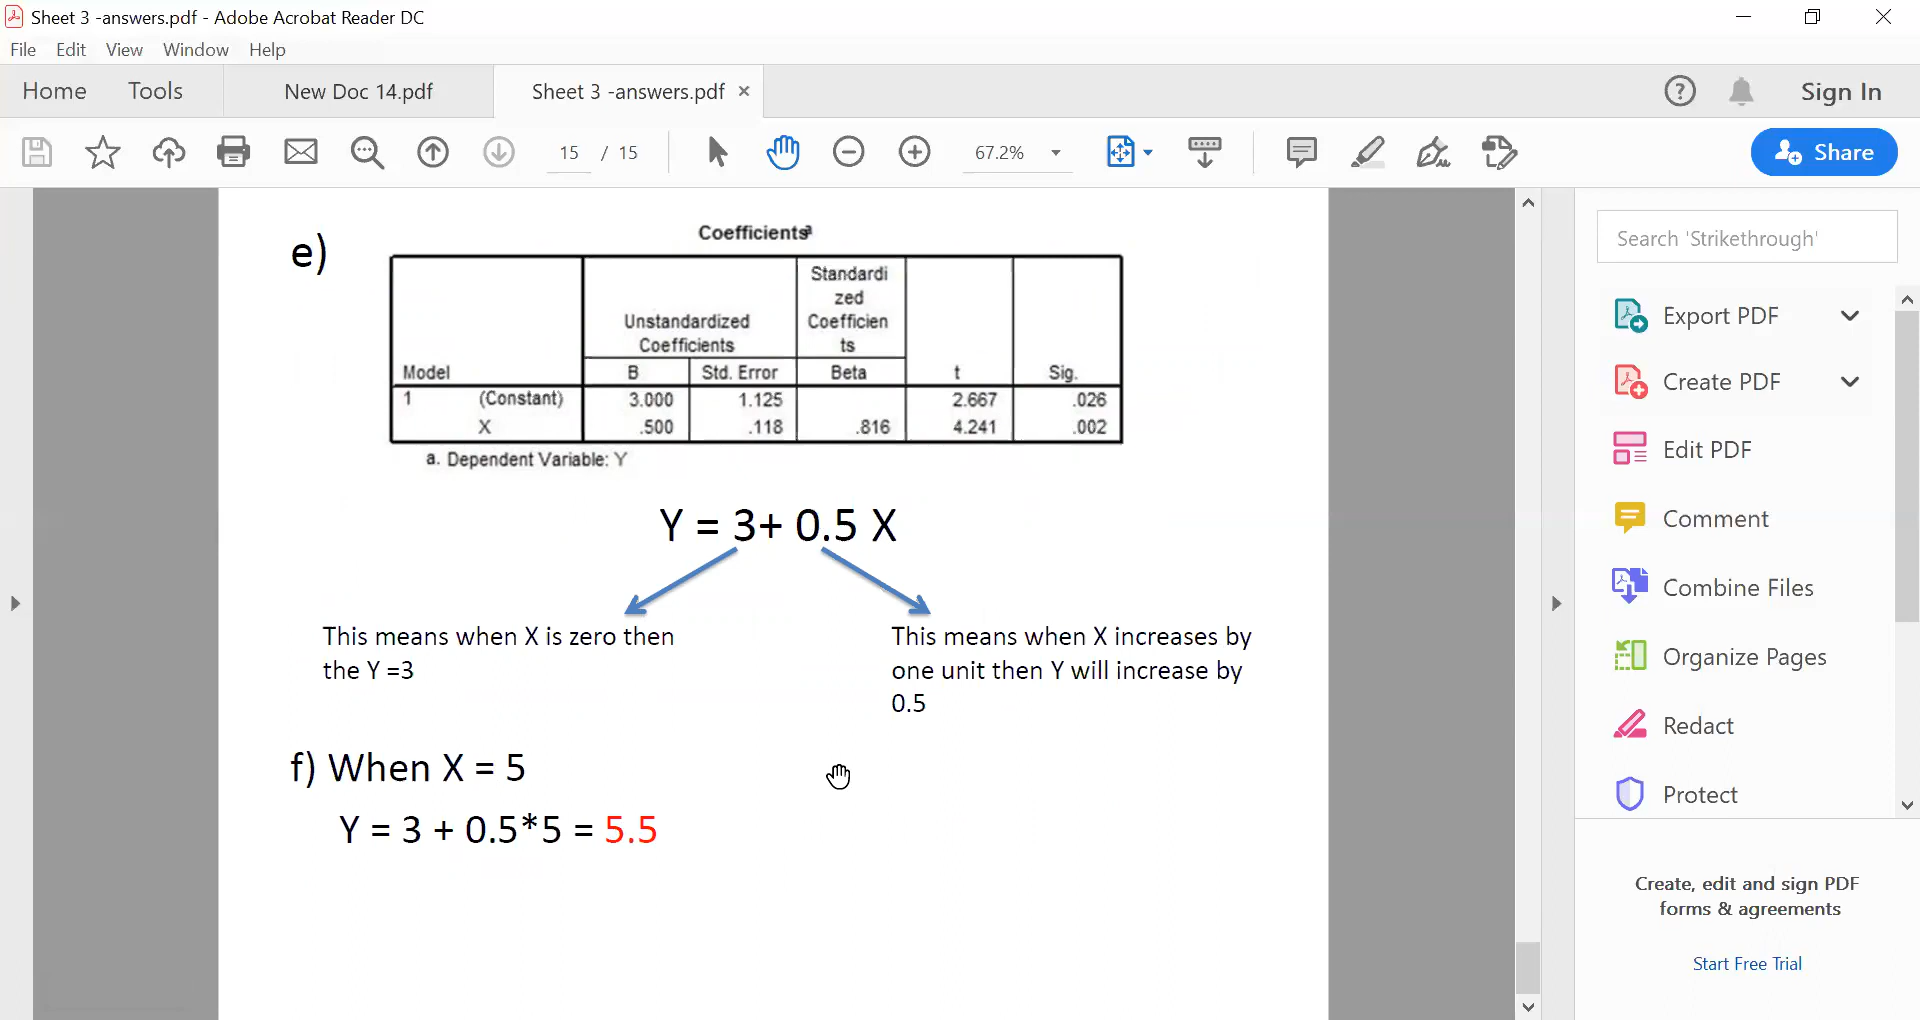 Sheet 3 -answers.pdf - Adobe Acrobat Reader DC
File Edit View Window Help
Home Tools New Doc 14.pdf Sheet 3 -answers.pdf ×
? Sign In
15 / 15 67.2% Share
e)
Coefficientsa
Standardi
zed
Unstandardized Coefficien
Coefficients ts
Model B Std. Error Beta t Sig.
1 (Constant) 3.000 1.125 2.667 .026
X .500 .118 .816 4.241 .002
a. Dependent Variable: Y
Y = 3+ 0.5 X
This means when X is zero then
the Y =3
This means when X increases by
one unit then Y will increase by
0.5
f) When X = 5
Y = 3 + 0.5*5 = 5.5
Search 'Strikethrough'
Export PDF
Create PDF
Edit PDF
Comment
Combine Files
Organize Pages
Redact
Protect
Create, edit and sign PDF
forms & agreements
Start Free Trial